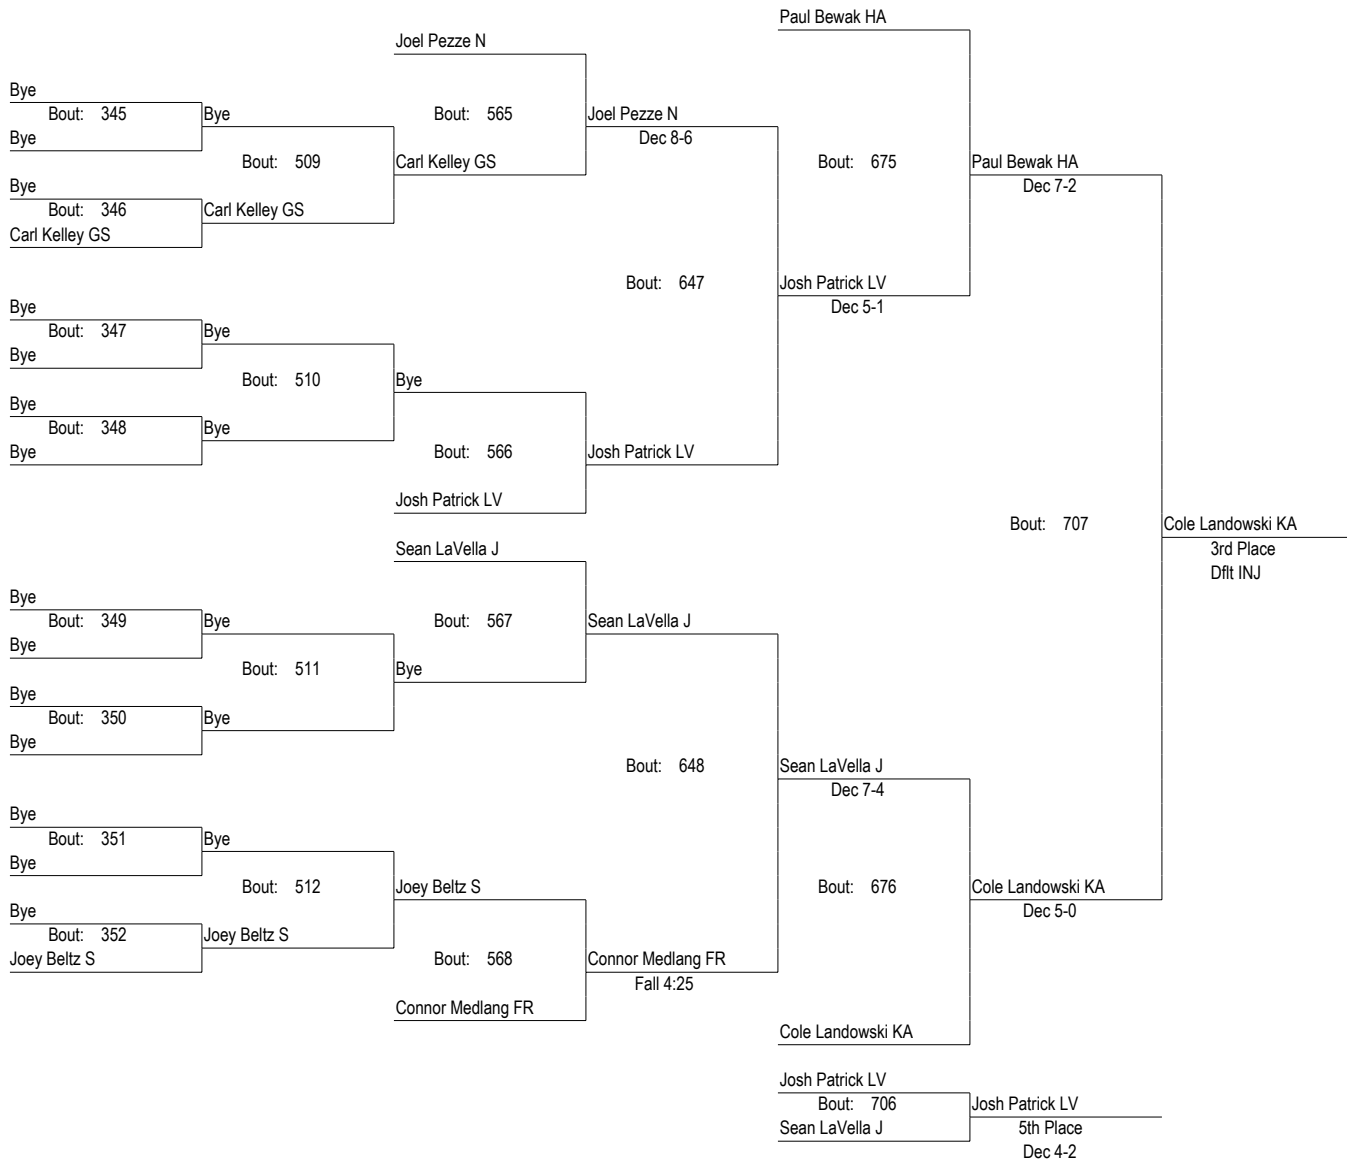 Paul Bewak HA
Joel Pezze N
Bye
Bout: 345
Bye
Bout: 565
Joel Pezze N
Bye
Dec 8-6
Bout: 509
Carl Kelley GS
Bout: 675
Paul Bewak HA
Bye
Dec 7-2
Bout: 346
Carl Kelley GS
Carl Kelley GS
Bout: 647
Josh Patrick LV
Bye
Dec 5-1
Bout: 347
Bye
Bye
Bout: 510
Bye
Bye
Bout: 348
Bye
Bye
Bout: 566
Josh Patrick LV
Josh Patrick LV
Bout: 707
Cole Landowski KA
3rd Place
Dflt INJ
Sean LaVella J
Bye
Bout: 349
Bye
Bout: 567
Sean LaVella J
Bye
Bout: 511
Bye
Bye
Bout: 350
Bye
Bye
Bout: 648
Sean LaVella J
Dec 7-4
Bye
Bout: 351
Bye
Bye
Bout: 512
Joey Beltz S
Bout: 676
Cole Landowski KA
Dec 5-0
Bye
Bout: 352
Joey Beltz S
Joey Beltz S
Bout: 568
Connor Medlang FR
Fall 4:25
Connor Medlang FR
Cole Landowski KA
Josh Patrick LV
Bout: 706
Josh Patrick LV
Sean LaVella J
5th Place
Dec 4-2